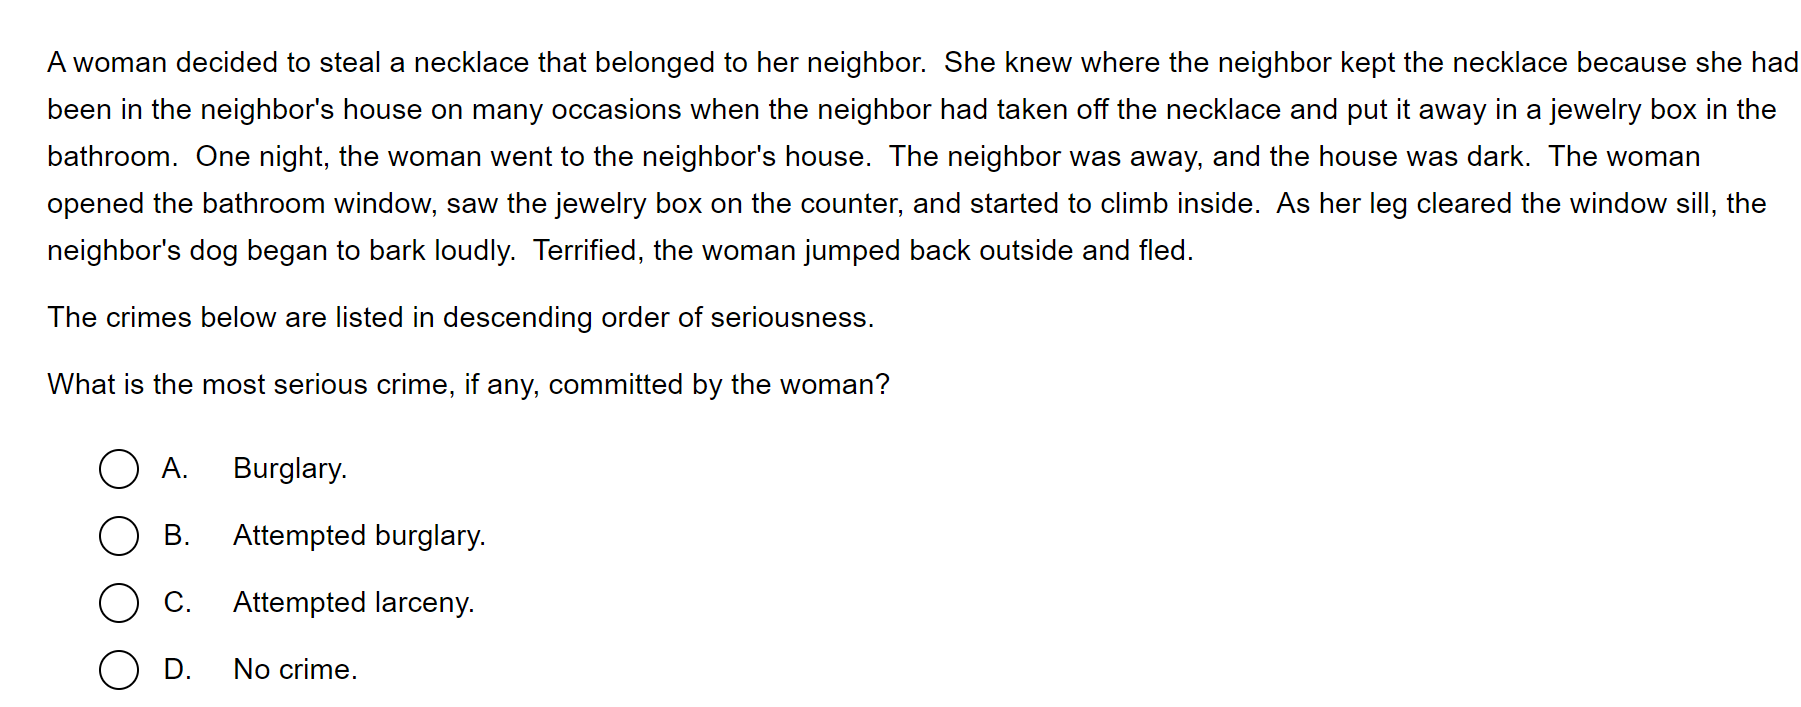 A woman decided to steal a necklace that belonged to her neighbor.  She knew where the neighbor kept the necklace because she had
been in the neighbor's house on many occasions when the neighbor had taken off the necklace and put it away in a jewelry box in the
bathroom.  One night, the woman went to the neighbor's house.  The neighbor was away, and the house was dark.  The woman
opened the bathroom window, saw the jewelry box on the counter, and started to climb inside.  As her leg cleared the window sill, the
neighbor's dog began to bark loudly.  Terrified, the woman jumped back outside and fled.
The crimes below are listed in descending order of seriousness.
What is the most serious crime, if any, committed by the woman?
A. Burglary.
B. Attempted burglary.
C. Attempted larceny.
D. No crime.